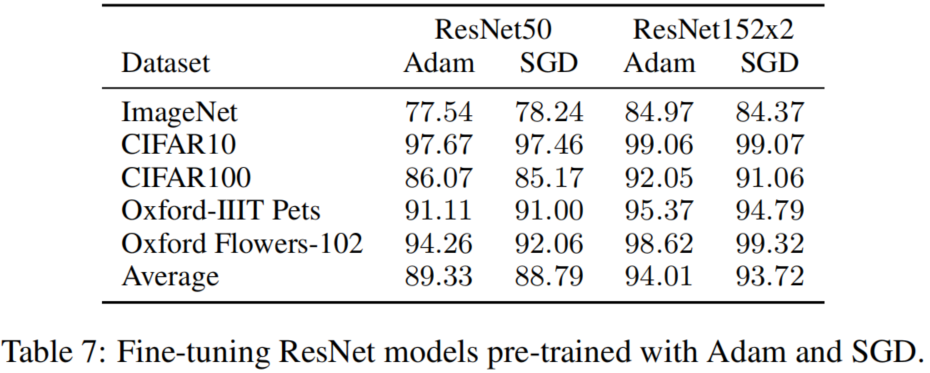 ResNet50 ResNet152x2
Dataset Adam SGD Adam SGD
ImageNet 77.54 78.24 84.97 84.37
CIFAR10 97.67 97.46 99.06 99.07
CIFAR100 86.07 85.17 92.05 91.06
Oxford-IIIT Pets 91.11 91.00 95.37 94.79
Oxford Flowers-102 94.26 92.06 98.62 99.32
Average 89.33 88.79 94.01 93.72
Table 7: Fine-tuning ResNet models pre-trained with Adam and SGD.